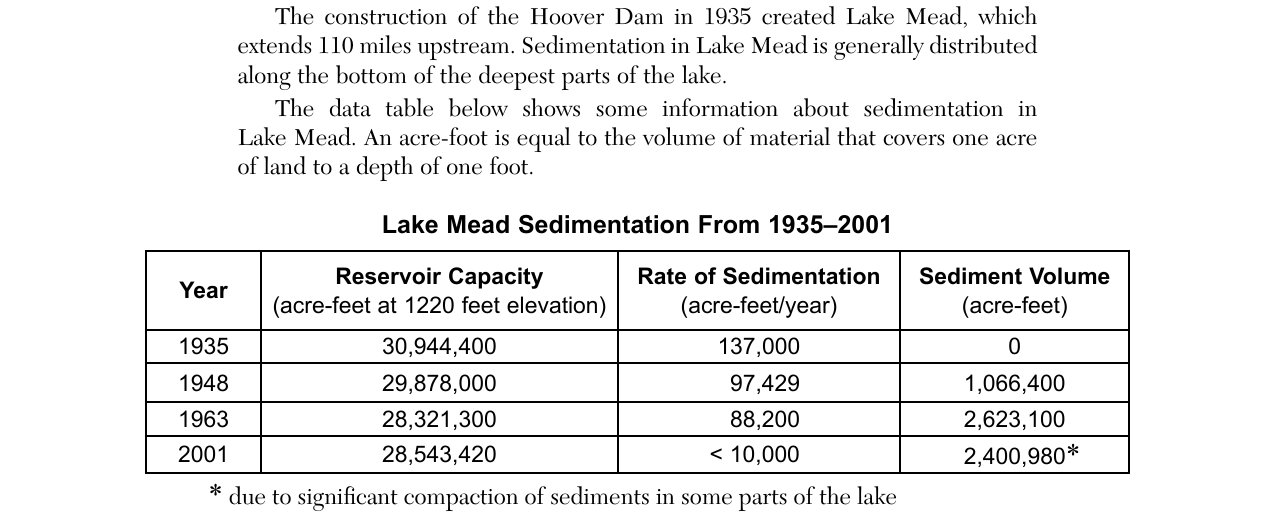 The construction of the Hoover Dam in 1935 created Lake Mead, which
extends 110 miles upstream. Sedimentation in Lake Mead is generally distributed
along the bottom of the deepest parts of the lake.
The data table below shows some information about sedimentation in
Lake Mead. An acre-foot is equal to the volume of material that covers one acre
of land to a depth of one foot.
Lake Mead Sedimentation From 1935–2001
Year Reservoir Capacity (acre-feet at 1220 feet elevation) Rate of Sedimentation (acre-feet/year) Sediment Volume (acre-feet)
1935 30,944,400 137,000 0
1948 29,878,000 97,429 1,066,400
1963 28,321,300 88,200 2,623,100
2001 28,543,420 < 10,000 2,400,980*
* due to significant compaction of sediments in some parts of the lake